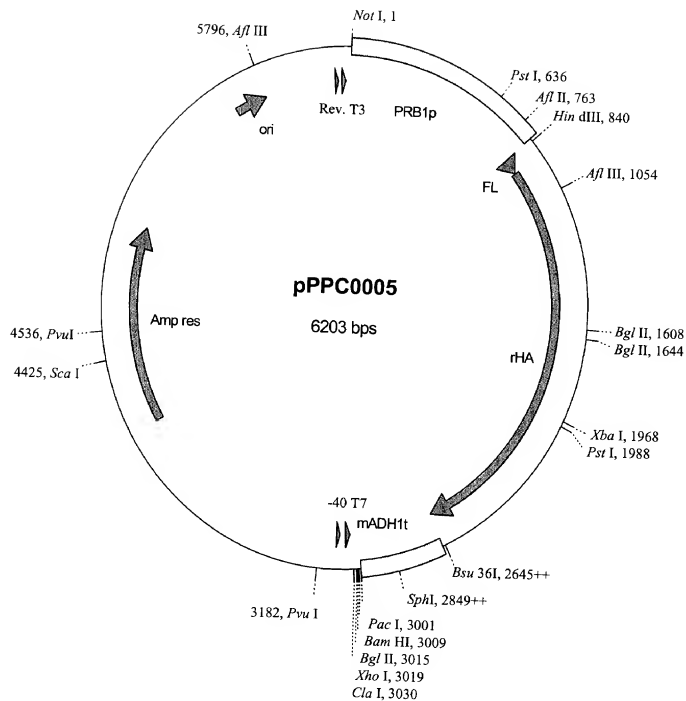 Not I, 1
5796, Afl III
Pst I, 636
Afl II, 763
Hin dIII, 840
Rev. T3
PRB1p
ori
Afl III, 1054
FL
pPPC0005
6203 bps
Amp res
4536, PvuI
4425, Sca I
Bgl II, 1608
Bgl II, 1644
rHA
Xba I, 1968
Pst I, 1988
-40 T7
mADH1t
Bsu 36I, 2645++
SphI, 2849++
3182, Pvu I
Pac I, 3001
Bam HI, 3009
Bgl II, 3015
Xho I, 3019
Cla I, 3030